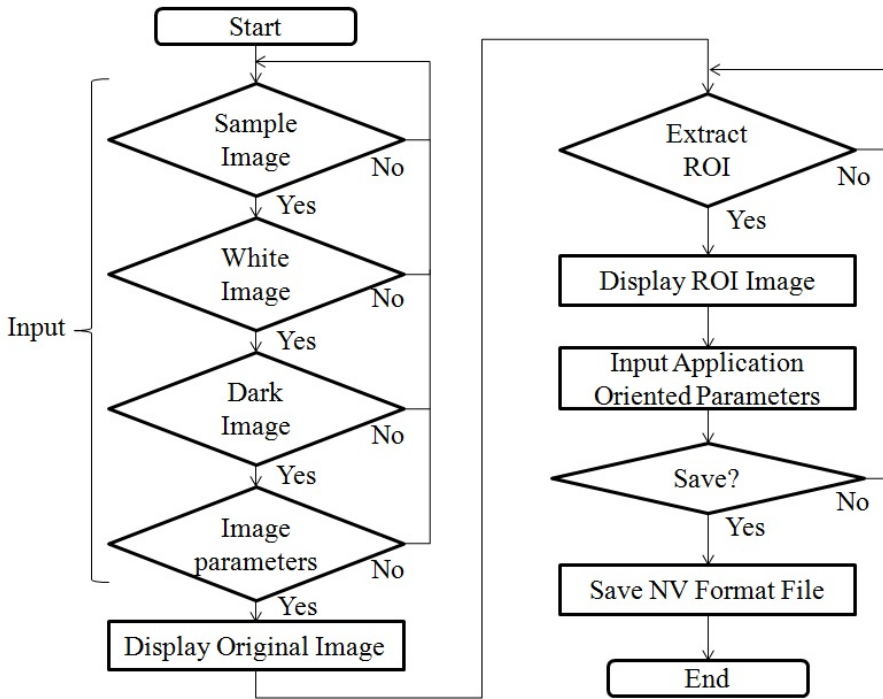 Start
Sample
Image
No
Yes
White
Image
No
Yes
Input
Dark
Image
No
Yes
Image
parameters
No
Yes
Display Original Image
Extract
ROI
No
Yes
Display ROI Image
Input Application
Oriented Parameters
Save?
No
Yes
Save NV Format File
End